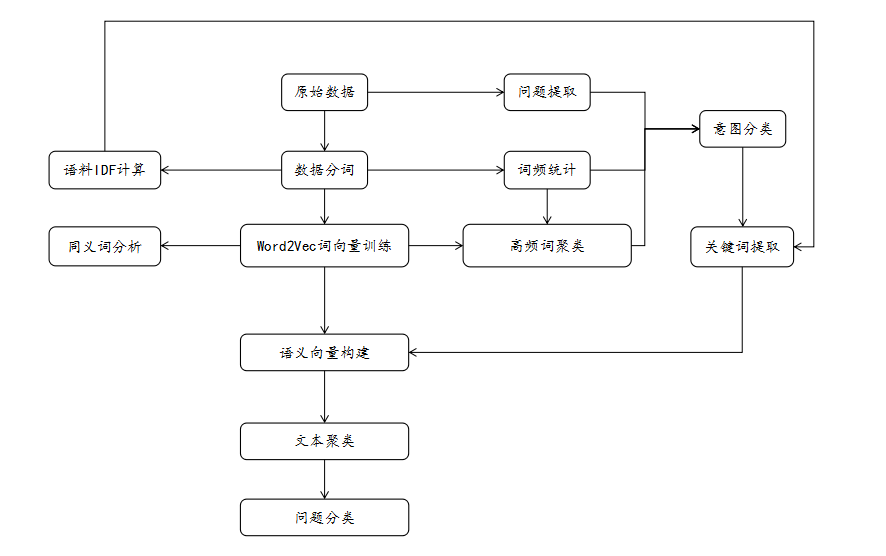 原始数据
问题提取
意图分类
语料IDF计算
数据分词
词频统计
同义词分析
Word2Vec词向量训练
高频词聚类
关键词提取
语义向量构建
文本聚类
问题分类